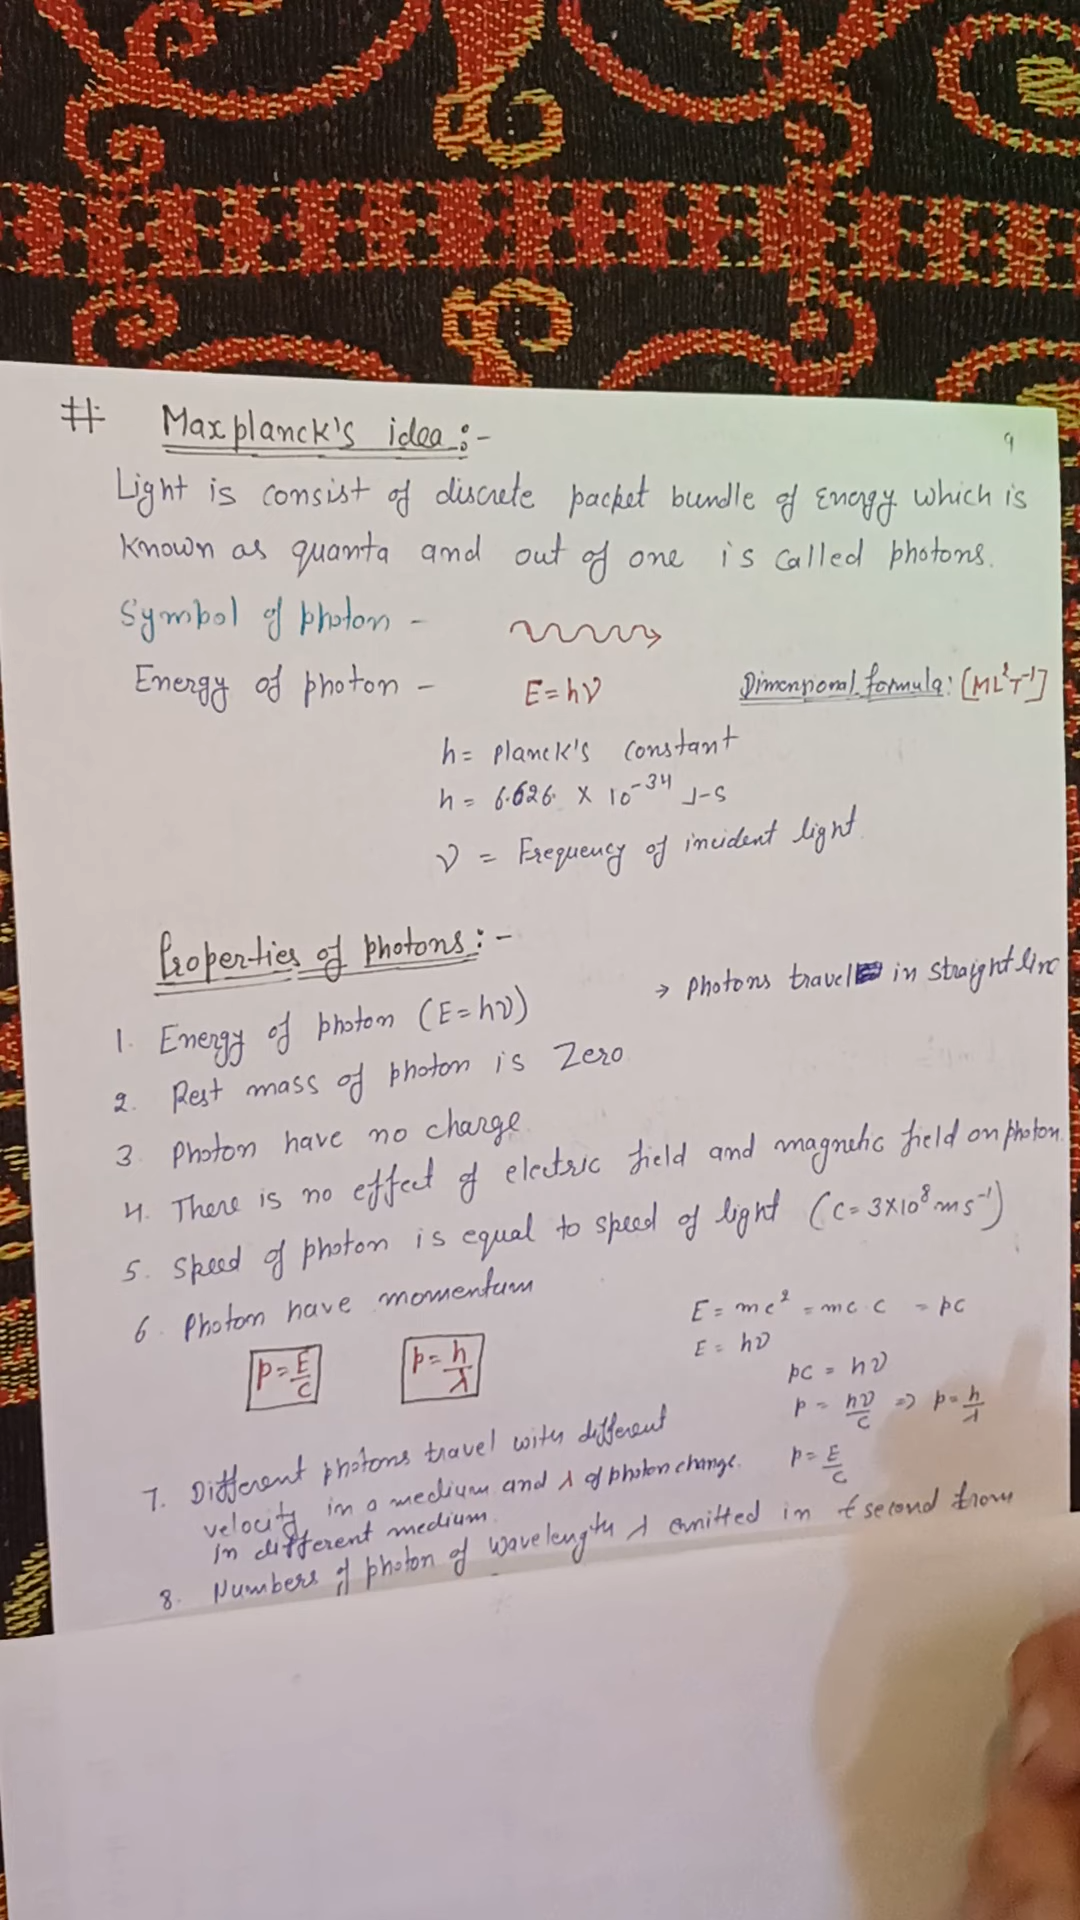 # Maxplanck's idea :-
9
Light is consist of discrete packet bundle of Energy which is
known as quanta and out of one is called photons.
Symbol of photon -
Energy of photon - E=hν Dimensional formula: [ML²T⁻¹]
h = planck's constant
h = 6.626 × 10⁻³⁴ J-S
ν = Frequency of incident light
Properties of photons :-
→ photons travel in straight line
1. Energy of photon (E=hν)
2. Rest mass of photon is Zero
3. Photon have no charge
4. There is no effect of electric field and magnetic field on photon
5. Speed of photon is equal to speed of light (c=3×10⁸ms⁻¹)
6. Photon have momentum
p=E/c p=h/λ
E = mc² = mc.c = pc
E = hν
pc = hν
p = hν/c ⇒ p=h/λ
p=E/c
7. Different photons travel with different
velocity in a medium and λ of photon change
in different medium.
8. Numbers of photon of wavelength λ emitted in t second from